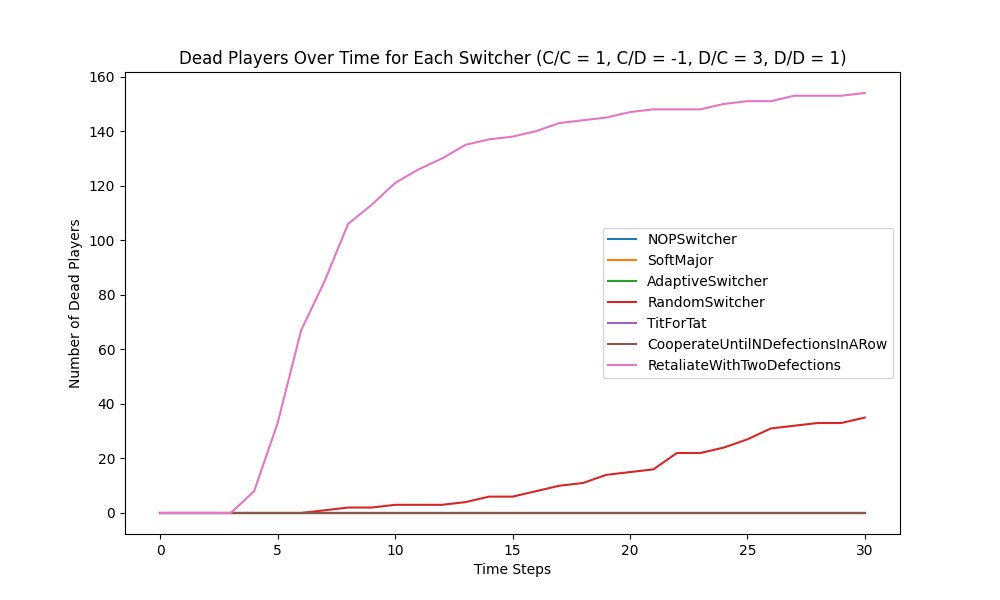 Dead Players Over Time for Each Switcher (C/C = 1, C/D = -1, D/C = 3, D/D = 1)
160
140
120
100
80
60
40
20
0
Number of Dead Players
NOPSwitcher
SoftMajor
AdaptiveSwitcher
RandomSwitcher
TitForTat
CooperateUntilNDefectionsInARow
RetaliateWithTwoDefections
0 5 10 15 20 25 30
Time Steps